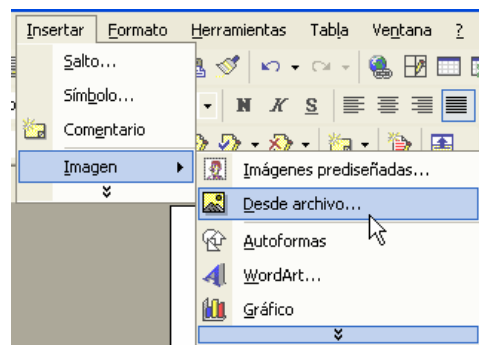 Insertar Formato Herramientas Tabla Ventana ?
Salto...
Símbolo...
N K S
Comentario
Imagen
Imágenes prediseñadas...
Desde archivo...
Autoformas
WordArt...
Gráfico